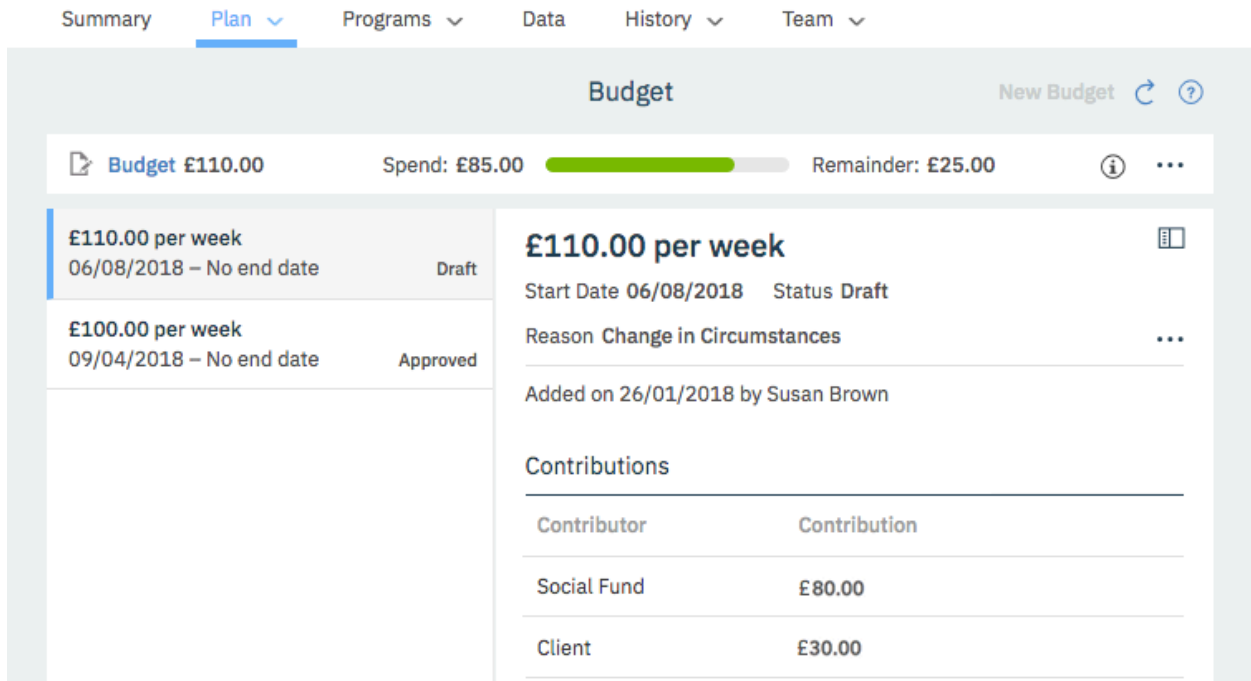 Summary Plan Programs Data History Team
Budget New Budget
Budget £110.00 Spend: £85.00 Remainder: £25.00
£110.00 per week
06/08/2018 – No end date Draft
£100.00 per week
09/04/2018 – No end date Approved
£110.00 per week
Start Date 06/08/2018 Status Draft
Reason Change in Circumstances
Added on 26/01/2018 by Susan Brown
Contributions
Contributor Contribution
Social Fund £80.00
Client £30.00